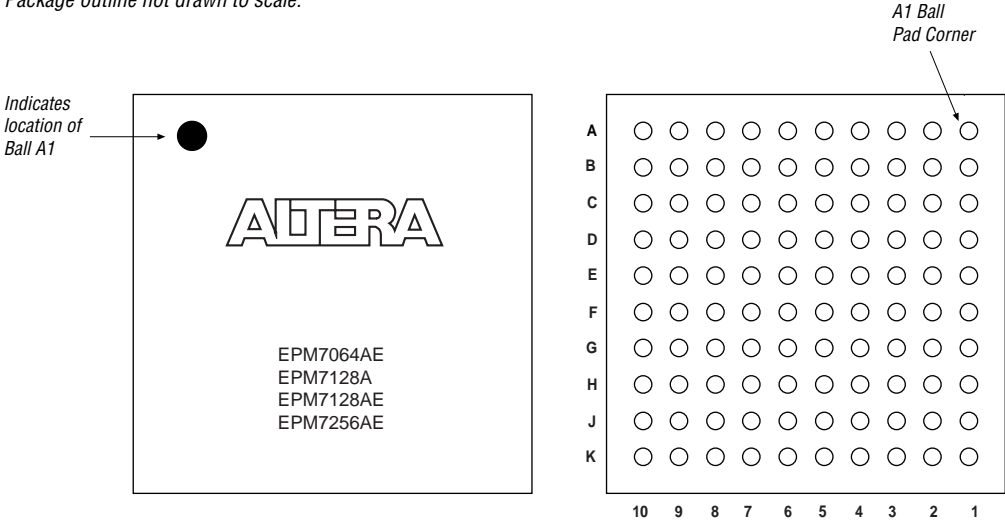 Package outline not drawn to scale.
A1 Ball
Pad Corner
Indicates
location of
Ball A1
ALTERA
EPM7064AE
EPM7128A
EPM7128AE
EPM7256AE
A
B
C
D
E
F
G
H
J
K
10 9 8 7 6 5 4 3 2 1